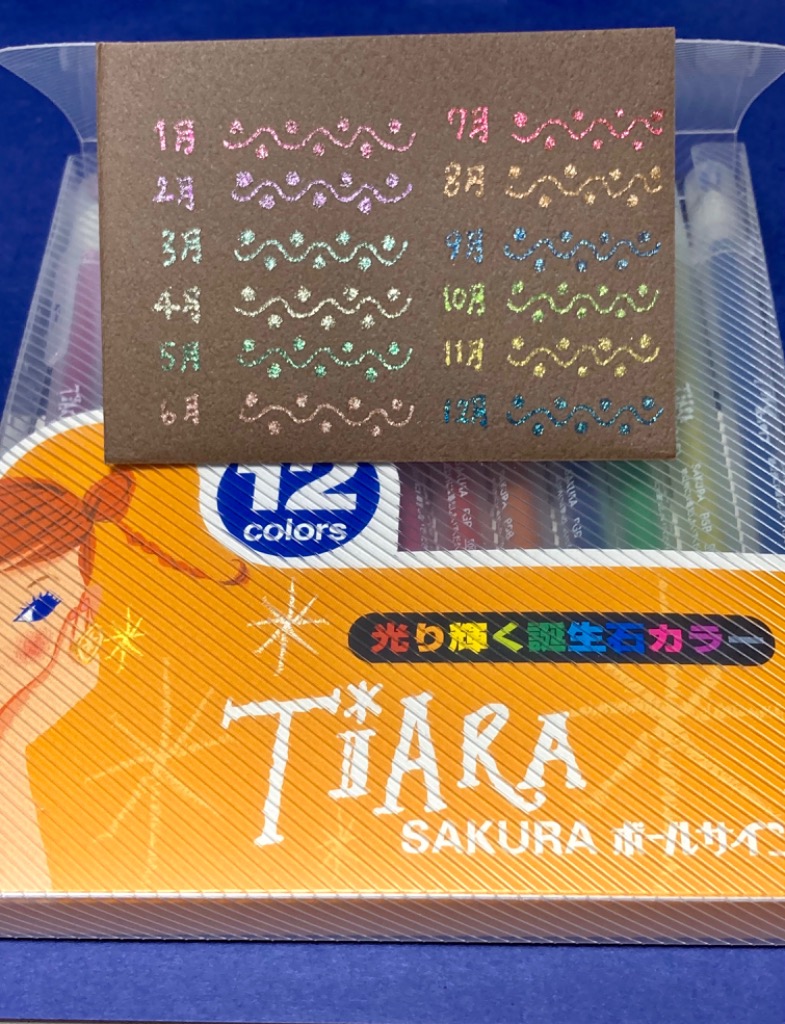 1月
2月
3月
4月
5月
6月
7月
8月
9月
10月
11月
12月
12
colors
光り輝く誕生石カラー
TiARA
SAKURA ボールサイン